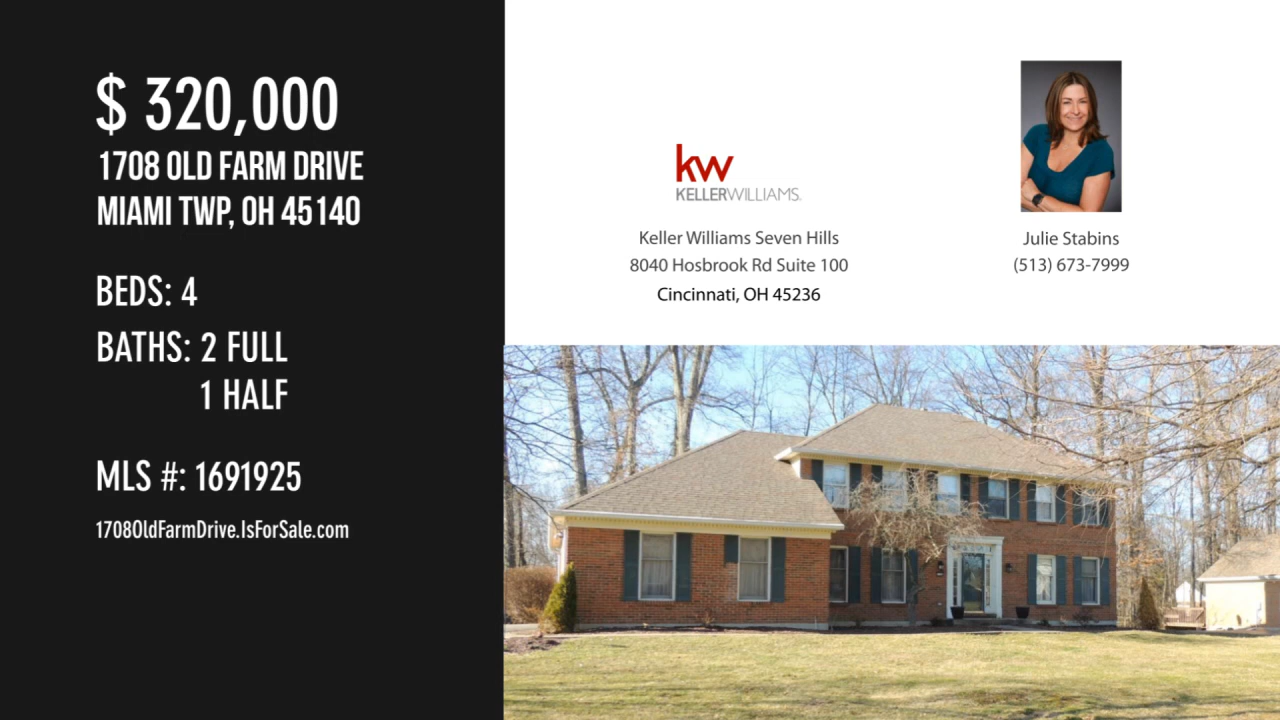 $ 320,000
1708 OLD FARM DRIVE
MIAMI TWP, OH 45140
BEDS: 4
BATHS: 2 FULL
1 HALF
MLS #: 1691925
1708OldFarmDrive.IsForSale.com
kw
KELLERWILLIAMS.
Keller Williams Seven Hills
8040 Hosbrook Rd Suite 100
Cincinnati, OH 45236
Julie Stabins
(513) 673-7999